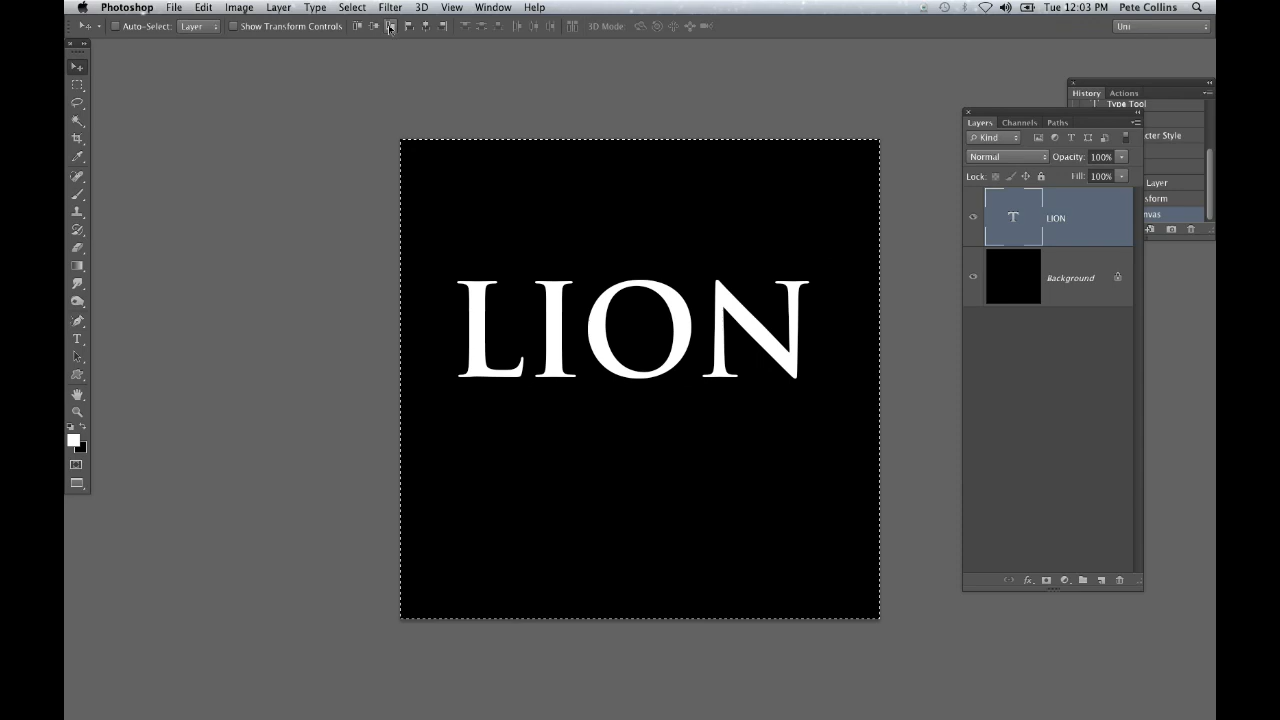 Photoshop File Edit Image Layer Type Select Filter 3D View Window Help Tue 12:03 PM Pete Collins
Auto-Select: Layer Show Transform Controls 3D Mode: Uni
History Actions
Type Tool
Layers Channels Paths
Kind
cter Style
Normal Opacity: 100%
Lock: Fill: 100%
Layer
sform
nvas
T LION
Background
LION